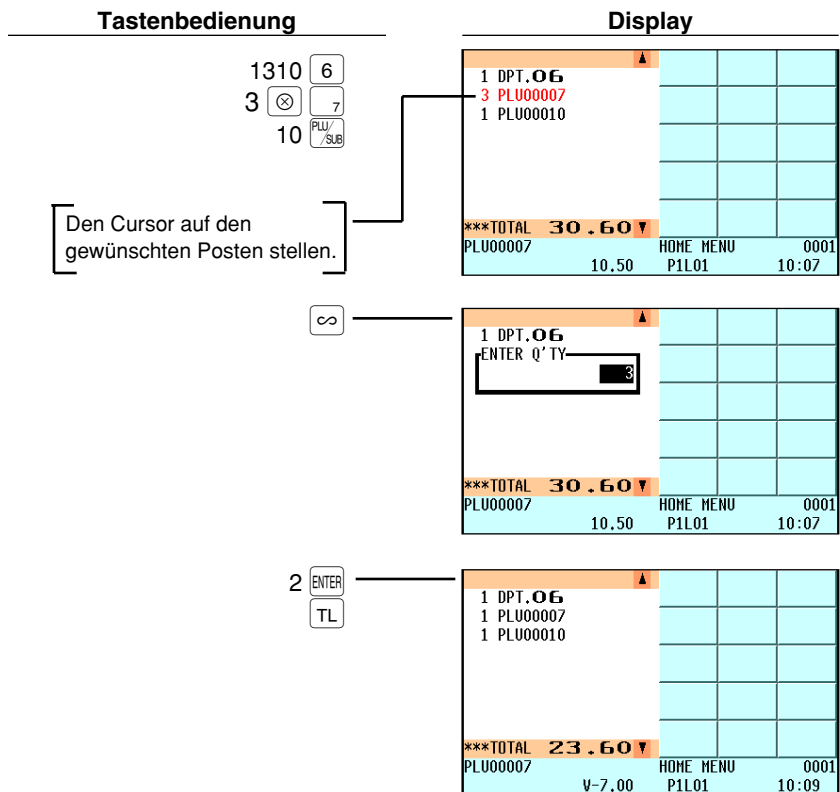 Tastenbedienung
Display
1310 6
3 ⊗ 7
10 PLU/SUB
Den Cursor auf den
gewünschten Posten stellen.
1 DPT.06
3 PLU00007
1 PLU00010
***TOTAL 30.60
PLU00007 HOME MENU 0001
10.50 P1L01 10:07
∽
1 DPT.06
ENTER Q'TY
3
***TOTAL 30.60
PLU00007 HOME MENU 0001
10.50 P1L01 10:07
2 ENTER
TL
1 DPT.06
1 PLU00007
1 PLU00010
***TOTAL 23.60
PLU00007 HOME MENU 0001
V-7.00 P1L01 10:09